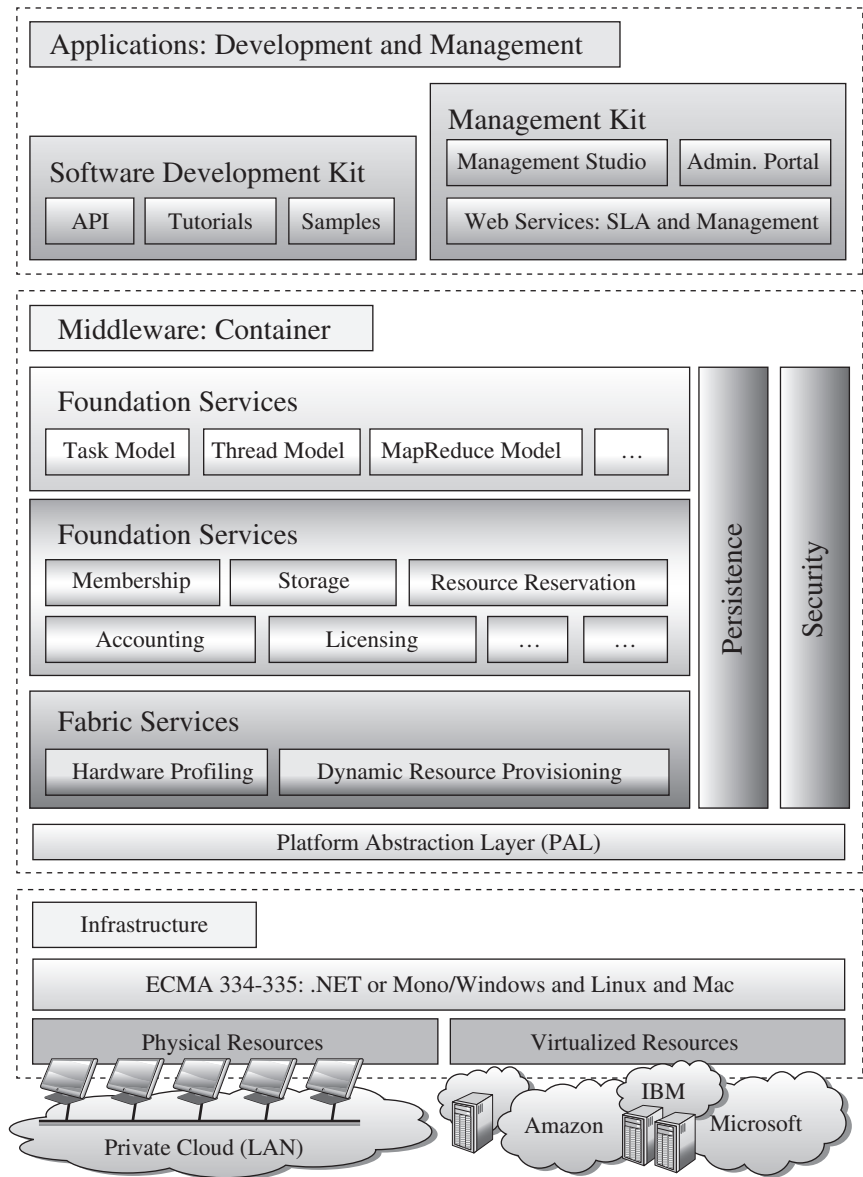 Applications: Development and Management
Management Kit
Management Studio
Admin. Portal
Web Services: SLA and Management
Software Development Kit
API
Tutorials
Samples
Middleware: Container
Foundation Services
Task Model
Thread Model
MapReduce Model
…
Foundation Services
Membership
Storage
Resource Reservation
Accounting
Licensing
…
…
Fabric Services
Hardware Profiling
Dynamic Resource Provisioning
Persistence
Security
Platform Abstraction Layer (PAL)
Infrastructure
ECMA 334-335: .NET or Mono/Windows and Linux and Mac
Physical Resources
Virtualized Resources
Private Cloud (LAN)
Amazon
IBM
Microsoft